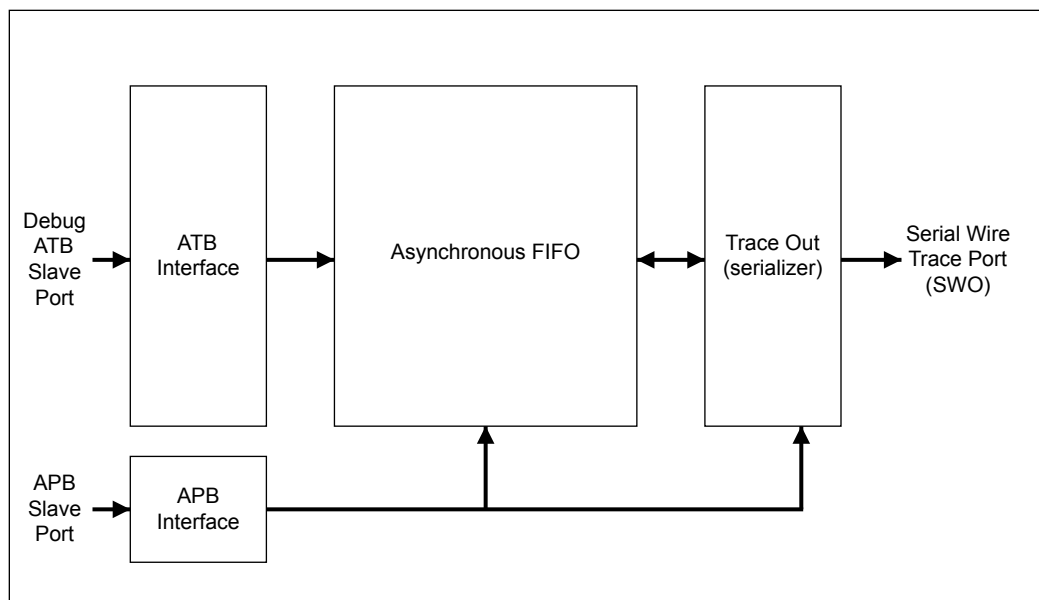 Debug
ATB
Slave
Port
ATB
Interface
Asynchronous FIFO
Trace Out
(serializer)
Serial Wire
Trace Port
(SWO)
APB
Slave
Port
APB
Interface